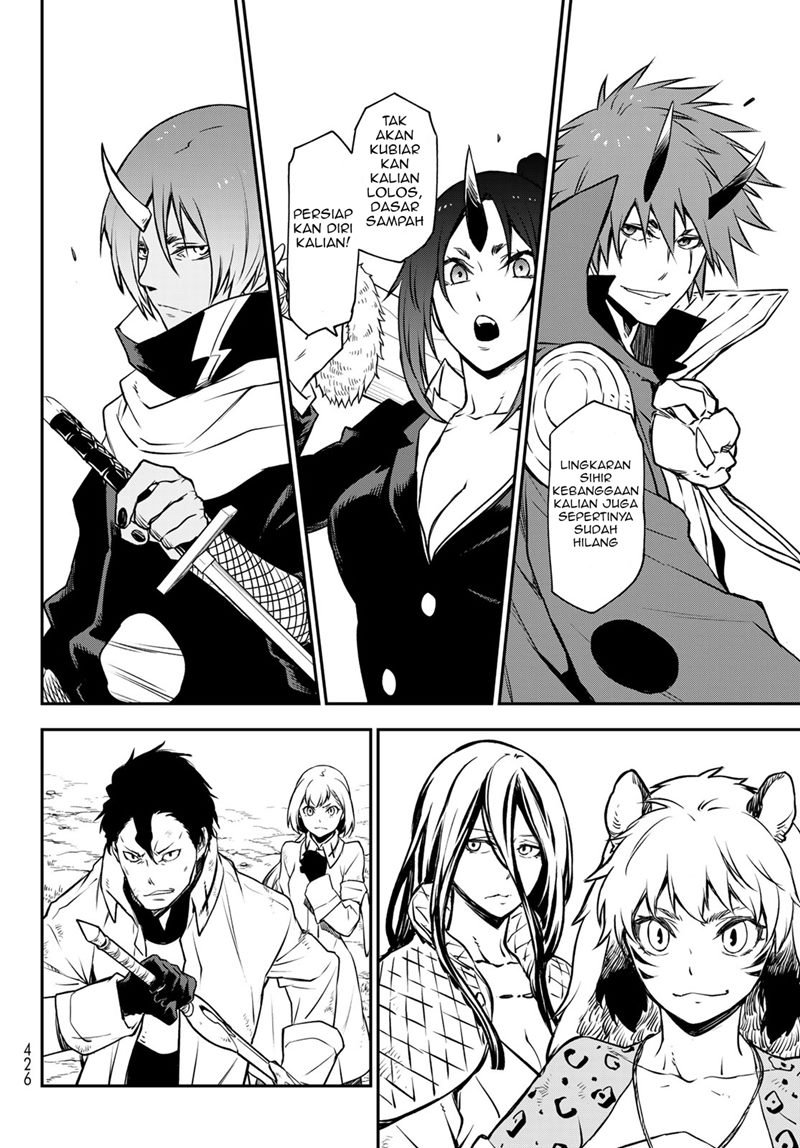 LINGKARAN
SIHIR
KEBANGGAAN
KALIAN JUGA
SEPERTINYA
SUDAH
HILANG
TAK
AKAN
KUBIAR
KAN
KALIAN
LOLOS,
DASAR
SAMPAH
PERSIAP
KAN DIRI
KALIAN!
426